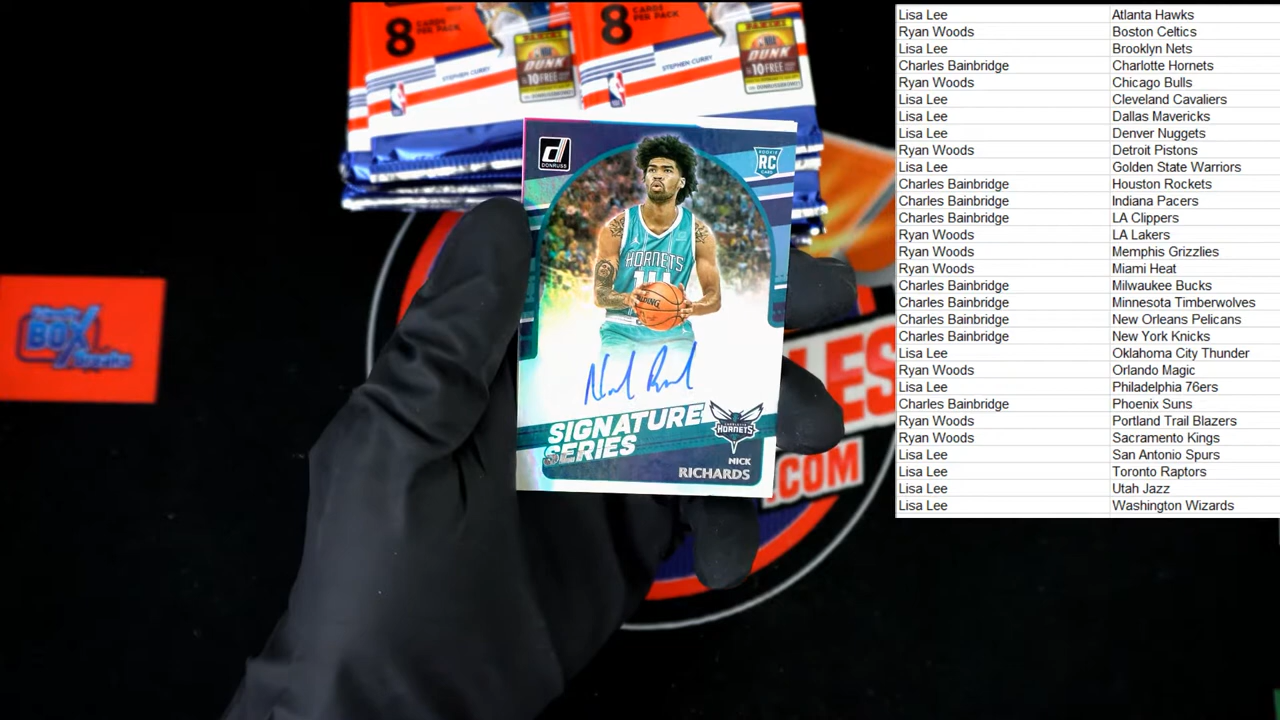 8 CARDS PER PACK
8 CARDS PER PACK
PANINI
PANINI
DUNK
DUNK
10 FREE
10 FREE
STEPHEN CURRY
STEPHEN CURRY
NBA
NBA
DONRUSS
ROOKIE
RC
CARD
HORNETS
14
SPALDING
SIGNATURE
SERIES
CHARLOTTE
HORNETS
NICK
RICHARDS
BOX
.COM
Lisa Lee Atlanta Hawks
Ryan Woods Boston Celtics
Lisa Lee Brooklyn Nets
Charles Bainbridge Charlotte Hornets
Ryan Woods Chicago Bulls
Lisa Lee Cleveland Cavaliers
Lisa Lee Dallas Mavericks
Lisa Lee Denver Nuggets
Ryan Woods Detroit Pistons
Lisa Lee Golden State Warriors
Charles Bainbridge Houston Rockets
Charles Bainbridge Indiana Pacers
Charles Bainbridge LA Clippers
Ryan Woods LA Lakers
Ryan Woods Memphis Grizzlies
Ryan Woods Miami Heat
Charles Bainbridge Milwaukee Bucks
Charles Bainbridge Minnesota Timberwolves
Charles Bainbridge New Orleans Pelicans
Charles Bainbridge New York Knicks
Lisa Lee Oklahoma City Thunder
Ryan Woods Orlando Magic
Lisa Lee Philadelphia 76ers
Charles Bainbridge Phoenix Suns
Ryan Woods Portland Trail Blazers
Ryan Woods Sacramento Kings
Lisa Lee San Antonio Spurs
Lisa Lee Toronto Raptors
Lisa Lee Utah Jazz
Lisa Lee Washington Wizards